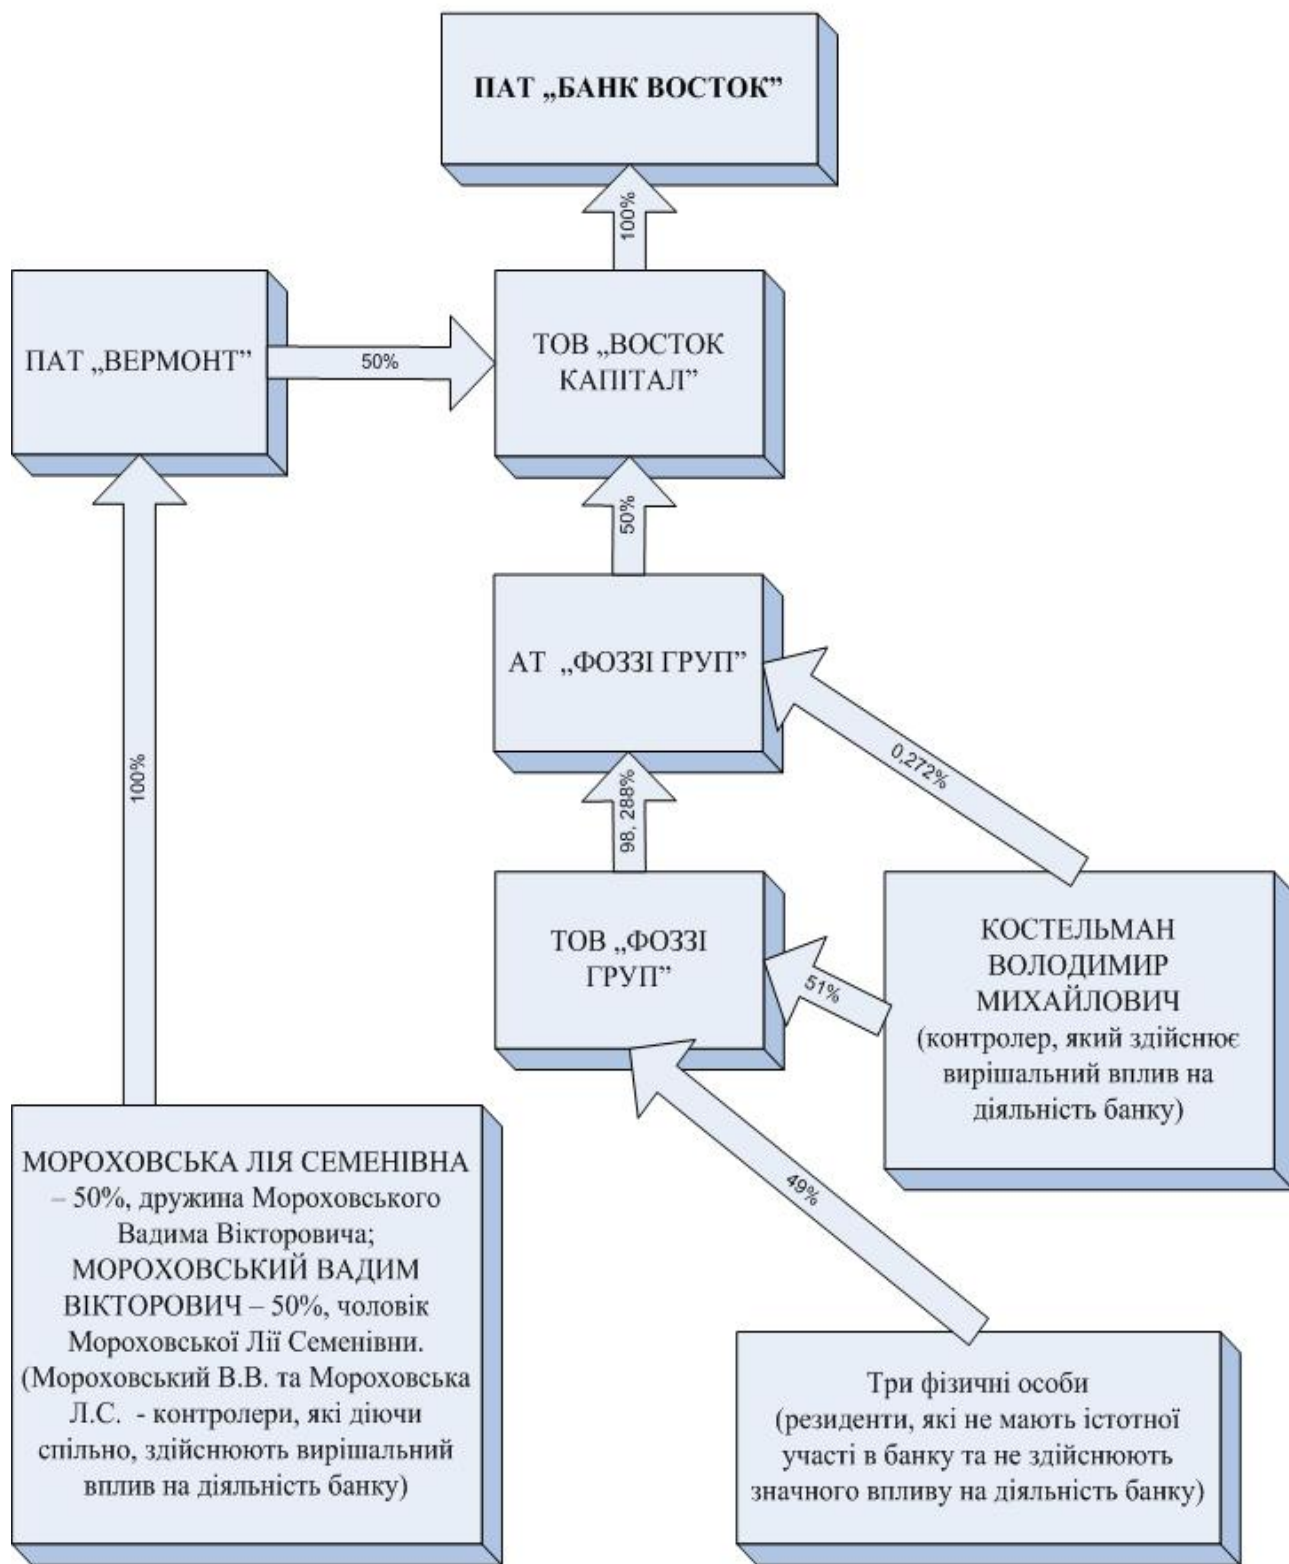 ПАТ „БАНК ВОСТОК”
100%
ПАТ „ВЕРМОНТ”
50%
ТОВ „ВОСТОК
КАПІТАЛ”
50%
АТ „ФОЗЗІ ГРУП”
0,272%
98, 288%
100%
ТОВ „ФОЗЗІ
ГРУП”
51%
КОСТЕЛЬМАН
ВОЛОДИМИР
МИХАЙЛОВИЧ
(контролер, який здійснює
вирішальний вплив на
діяльність банку)
49%
МОРОХОВСЬКА ЛІЯ СЕМЕНІВНА
– 50%, дружина Мороховського
Вадима Вікторовича;
МОРОХОВСЬКИЙ ВАДИМ
ВІКТОРОВИЧ – 50%, чоловік
Мороховської Лії Семенівни.
(Мороховський В.В. та Мороховська
Л.С. - контролери, які діючи
спільно, здійснюють вирішальний
вплив на діяльність банку)
Три фізичні особи
(резиденти, які не мають істотної
участі в банку та не здійснюють
значного впливу на діяльність банку)